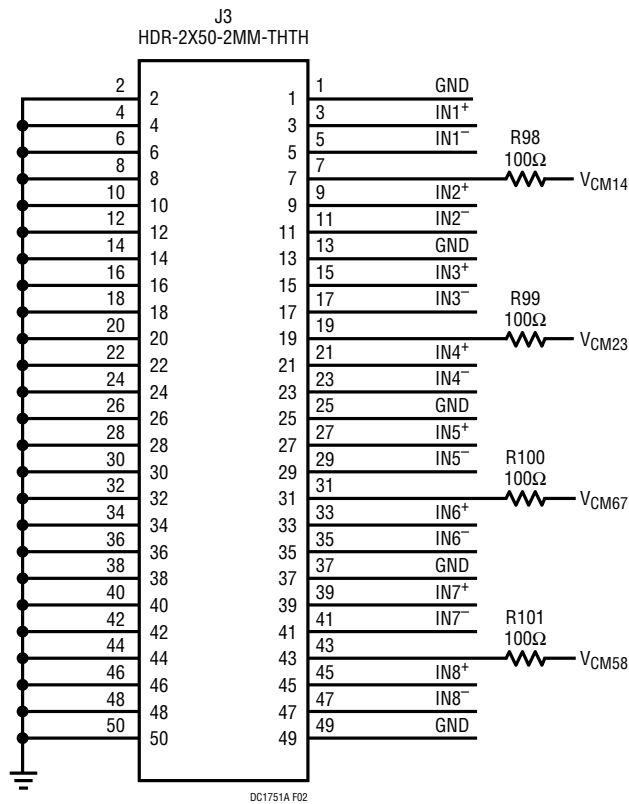 J3
HDR-2X50-2MM-THTH
2 2 1 1 GND
4 4 3 3 IN1+
6 6 5 5 IN1−
R98
100Ω
8 8 7 7 VCM14
10 10 9 9 IN2+
12 12 11 11 IN2−
14 14 13 13 GND
16 16 15 15 IN3+
18 18 17 17 IN3−
R99
100Ω
20 20 19 19 VCM23
22 22 21 21 IN4+
24 24 23 23 IN4−
26 26 25 25 GND
28 28 27 27 IN5+
30 30 29 29 IN5−
R100
100Ω
32 32 31 31 VCM67
34 34 33 33 IN6+
36 36 35 35 IN6−
38 38 37 37 GND
40 40 39 39 IN7+
42 42 41 41 IN7−
R101
100Ω
44 44 43 43 VCM58
46 46 45 45 IN8+
48 48 47 47 IN8−
50 50 49 49 GND
DC1751A F02